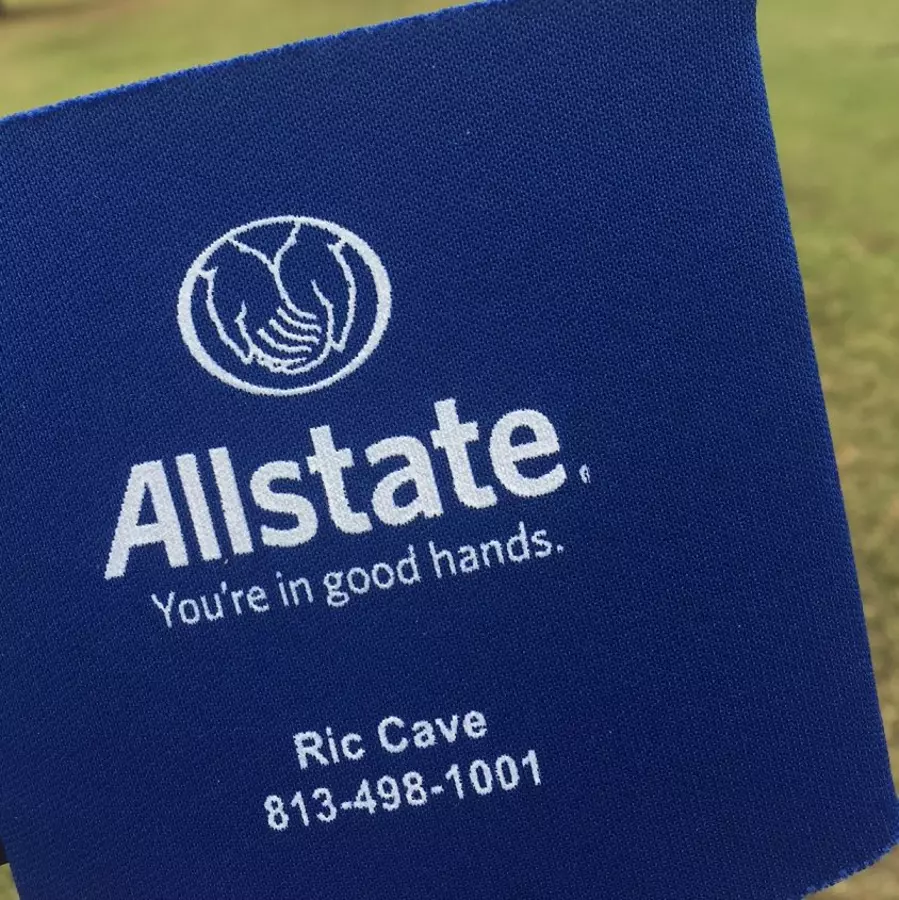 Allstate
You're in good hands.
Ric Cave
813-498-1001